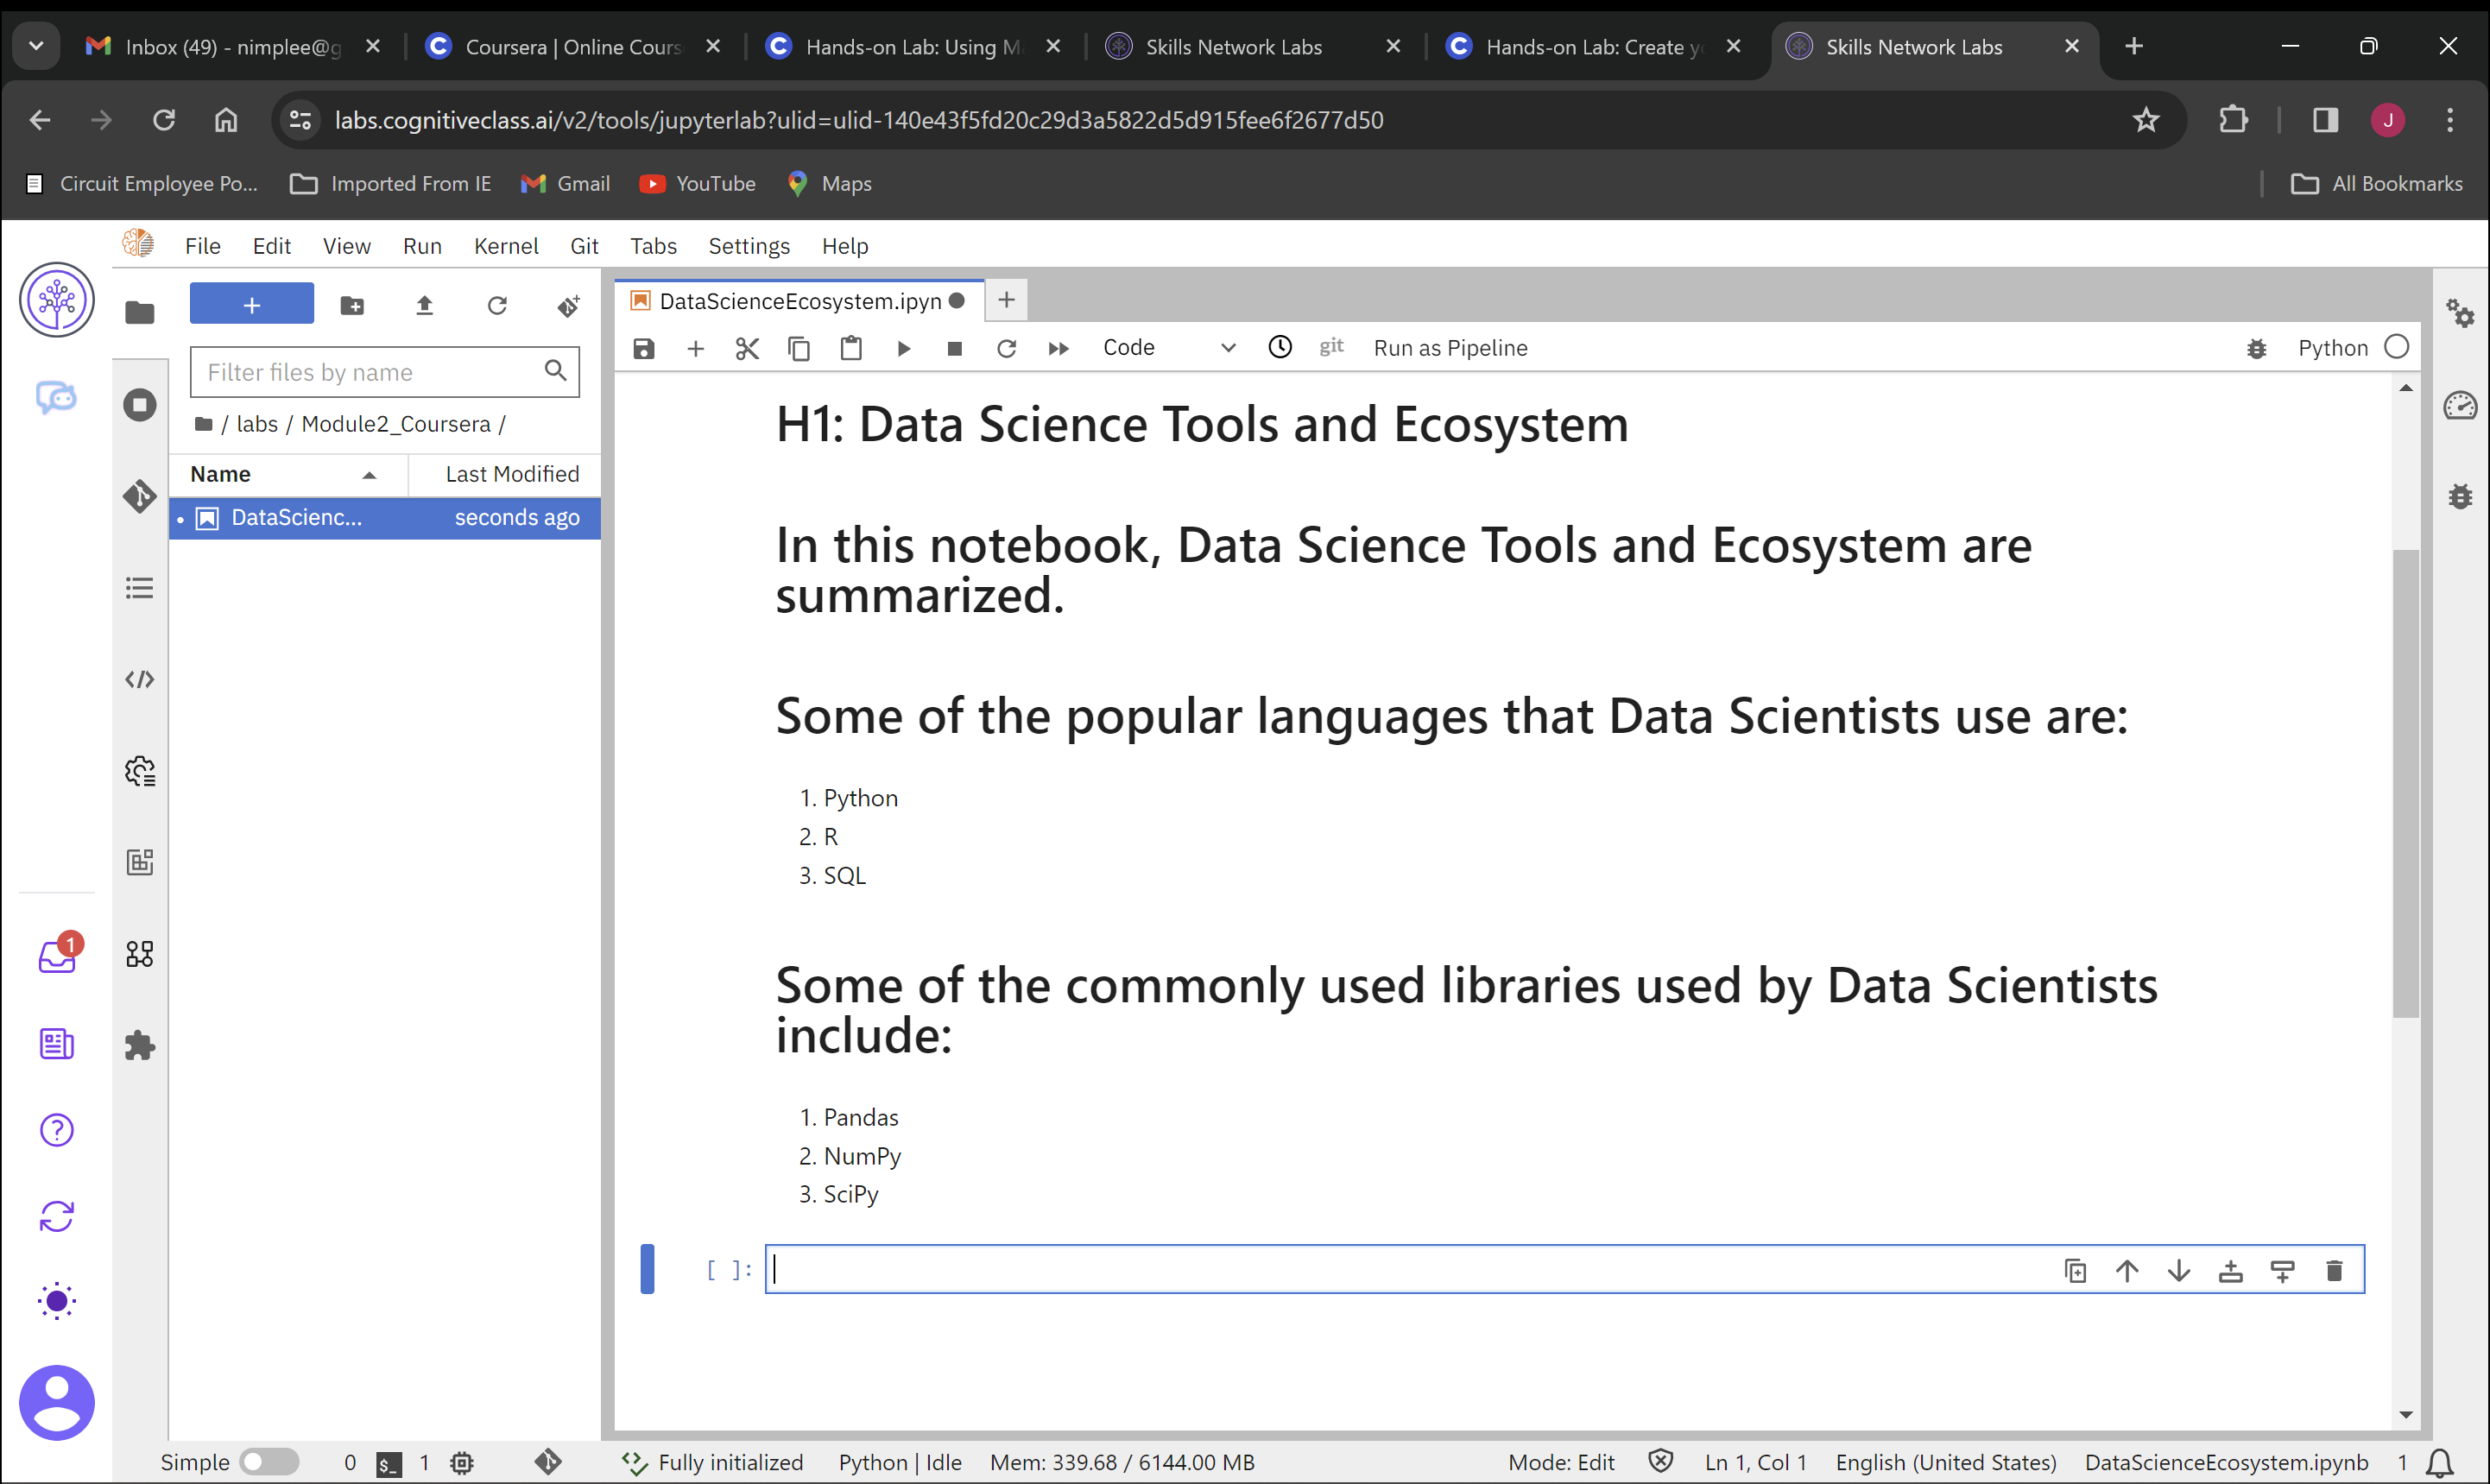 Inbox (49) - nimplee@g
Coursera | Online Cours
Hands-on Lab: Using Ma
Skills Network Labs
Hands-on Lab: Create yo
Skills Network Labs
labs.cognitiveclass.ai/v2/tools/jupyterlab?ulid=ulid-140e43f5fd20c29d3a5822d5d915fee6f2677d50
J
Circuit Employee Po...
Imported From IE
Gmail
YouTube
Maps
All Bookmarks
File Edit View Run Kernel Git Tabs Settings Help
DataScienceEcosystem.ipyn
Code
git
Run as Pipeline
Python
Filter files by name
/ labs / Module2_Coursera /
Name Last Modified
DataScienc... seconds ago
H1: Data Science Tools and Ecosystem
In this notebook, Data Science Tools and Ecosystem are
summarized.
Some of the popular languages that Data Scientists use are:
1. Python
2. R
3. SQL
Some of the commonly used libraries used by Data Scientists
include:
1. Pandas
2. NumPy
3. SciPy
[ ]:
1
Simple 0 $_ 1 Fully initialized Python | Idle Mem: 339.68 / 6144.00 MB Mode: Edit Ln 1, Col 1 English (United States) DataScienceEcosystem.ipynb 1